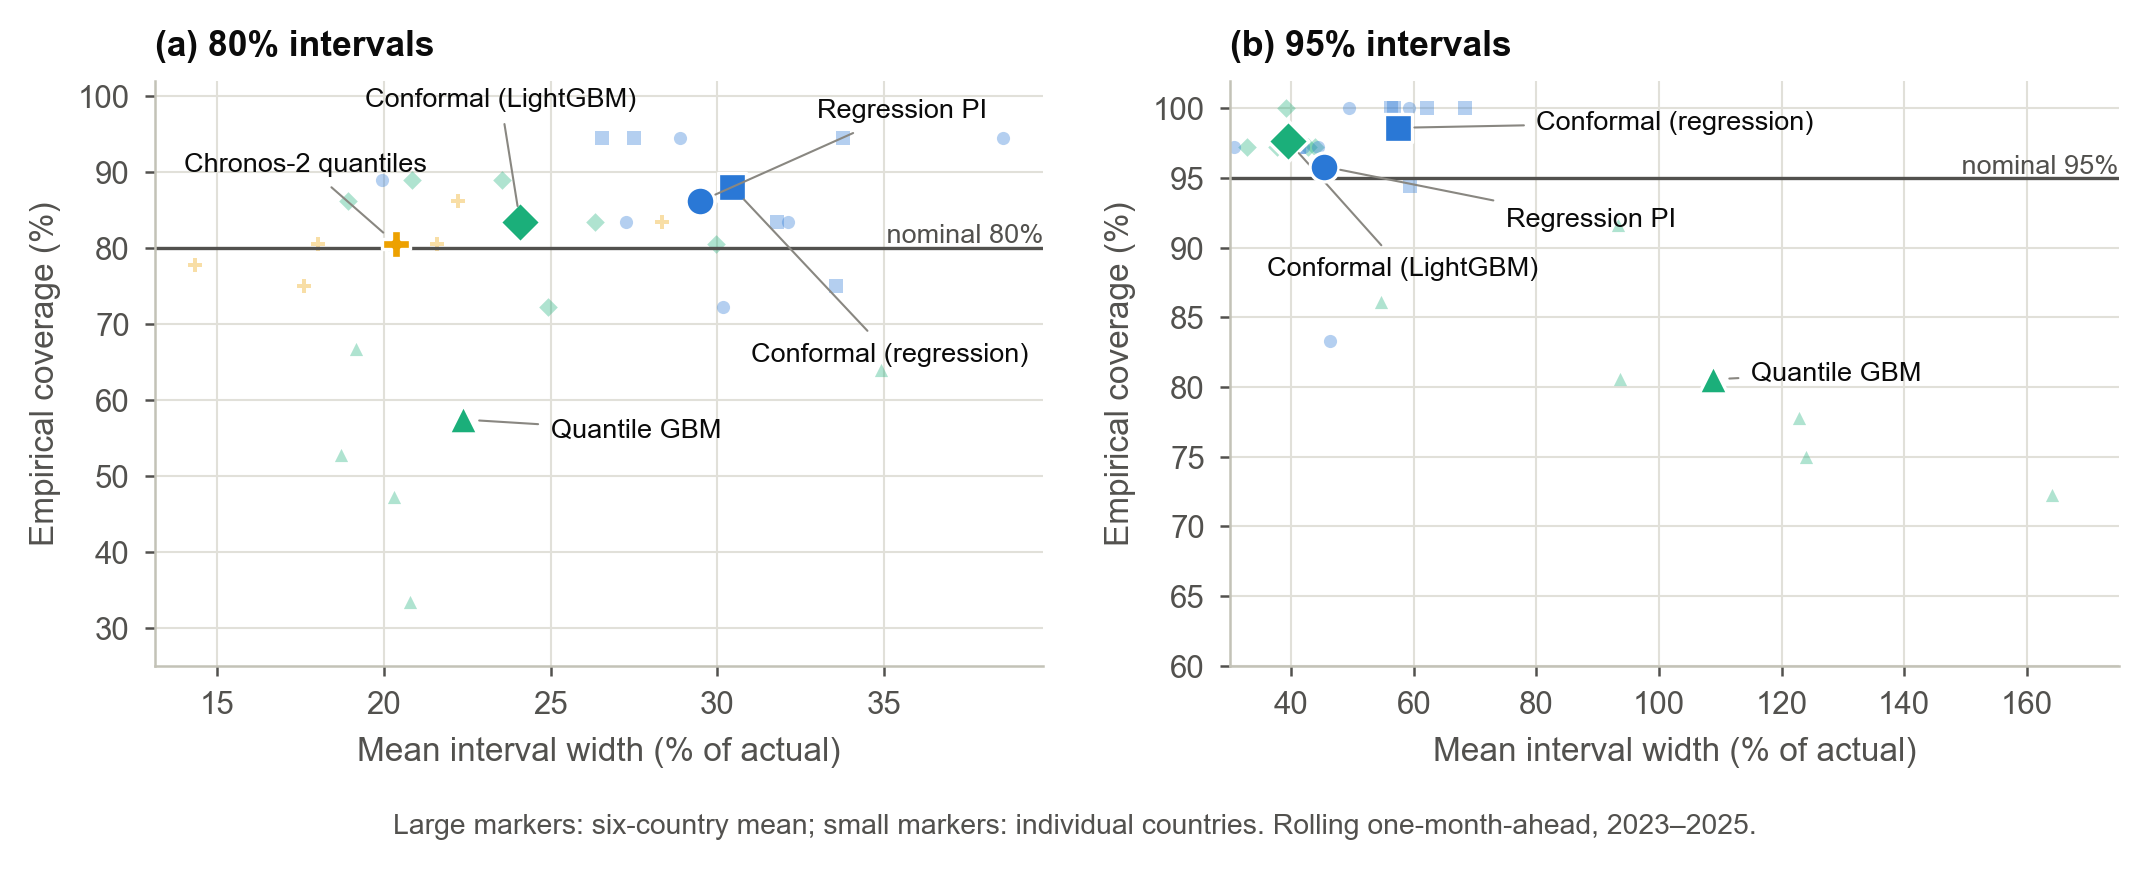 (a) 80% intervals
100
90
80
70
60
50
40
30
Empirical coverage (%)
Conformal (LightGBM)
Regression PI
Chronos-2 quantiles
nominal 80%
Conformal (regression)
Quantile GBM
15
20
25
30
35
Mean interval width (% of actual)
(b) 95% intervals
100
95
90
85
80
75
70
65
60
Empirical coverage (%)
Conformal (regression)
nominal 95%
Regression PI
Conformal (LightGBM)
Quantile GBM
40
60
80
100
120
140
160
Mean interval width (% of actual)
Large markers: six-country mean; small markers: individual countries. Rolling one-month-ahead, 2023–2025.